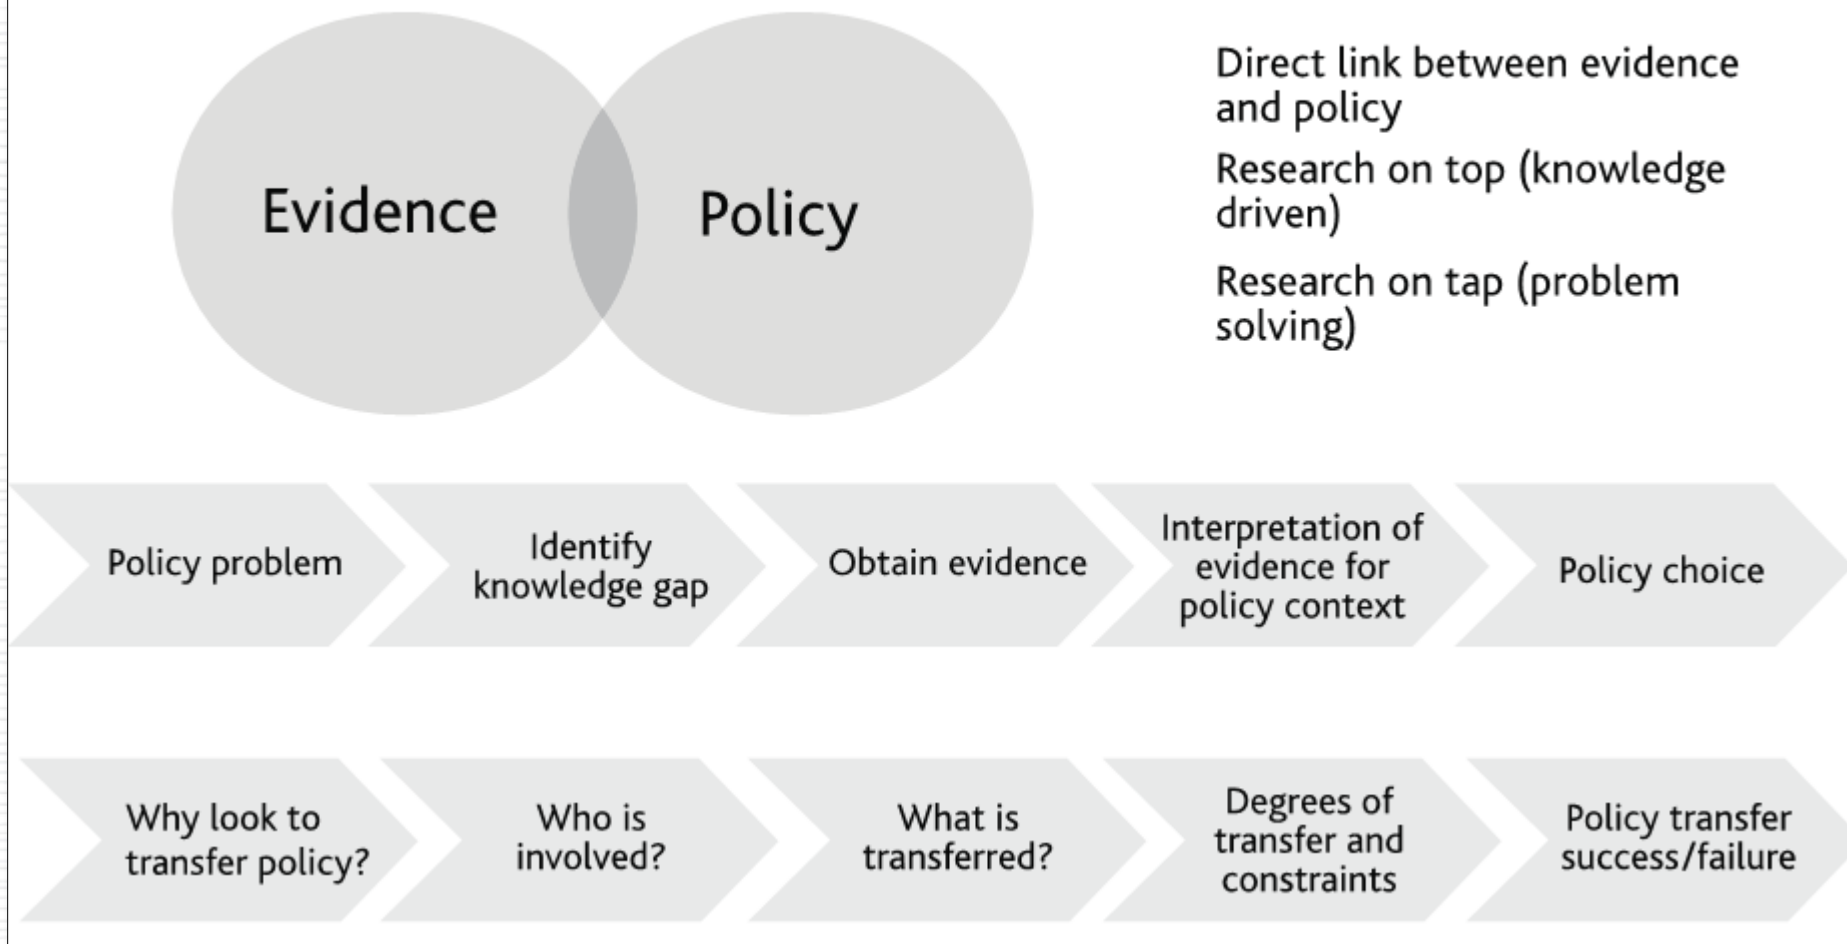 Evidence
Policy
Direct link between evidence
and policy
Research on top (knowledge
driven)
Research on tap (problem
solving)
Policy problem
Identify
knowledge gap
Obtain evidence
Interpretation of
evidence for
policy context
Policy choice
Why look to
transfer policy?
Who is
involved?
What is
transferred?
Degrees of
transfer and
constraints
Policy transfer
success/failure